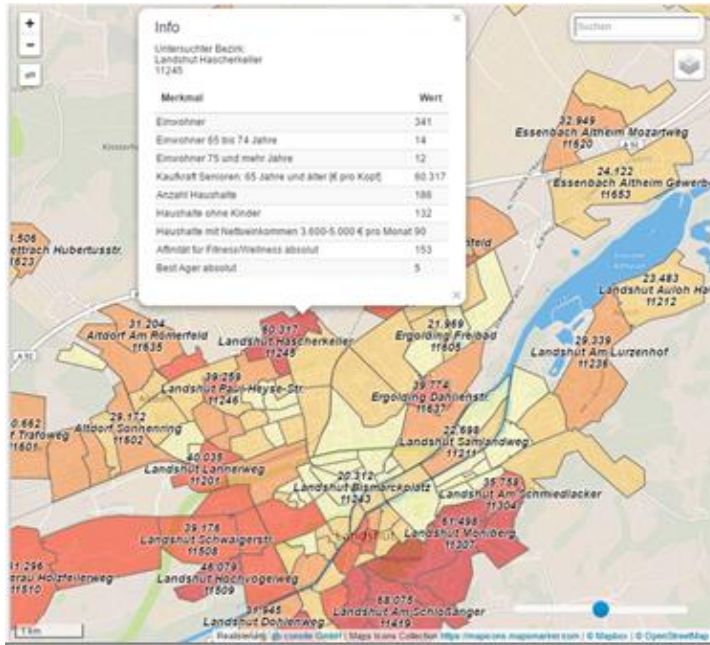 +
-
Info
×
Untersuchter Bezirk:
Landshut Hascherkeller
11245
Merkmal Wert
Einwohner 341
Einwohner 65 bis 74 Jahre 14
Einwohner 75 und mehr Jahre 12
Kaufkraft Senioren: 65 Jahre und älter [€ pro Kopf] 60.317
Anzahl Haushalte 186
Haushalte ohne Kinder 132
Haushalte mit Nettoeinkommen 3.600-5.000 € pro Monat 90
Affinität für Fitness/Wellness absolut 153
Best Ager absolut 5
×
Suchen
32.949
Essenbach Altheim Mozartweg
11620
A 92
24.122
Essenbach Altheim Gewerb
11653
23.483
Landshut Auloh Ha
11212
Hubertusstr.
31.204
Altdorf Am Römerfeld
11635
60.317
Landshut Hascherkeller
11245
21.969
Ergolding Freibad
11605
29.339
Landshut Am Lurzenhof
11236
A 92
39.259
Landshut Paul-Heyse-Str.
11246
39.774
Ergolding Dahlienstr.
11637
29.172
Altdorf Sonnenring
11602
0.662
f.Trafoweg
11601
22.698
Landshut Samlandweg
11211
40.035
Landshut Lannerweg
11201
20.312
Landshut Bismarckplatz
11243
35.758
Landshut Am Schmiedlacker
11304
61.498
Landshut Moniberg
11307
39.176
Landshut Schwaigerstr.
11508
46.079
Landshut Hochvogelweg
11509
Holzfeilerweg
11510
31.945
Landshut Dohlenweg
68.075
Landshut Am Schloßanger
11419
1 km
Realisierung: gb consite GmbH | Maps Icons Collection https://mapicons.mapsmarker.com | © Mapbox | © OpenStreetMap